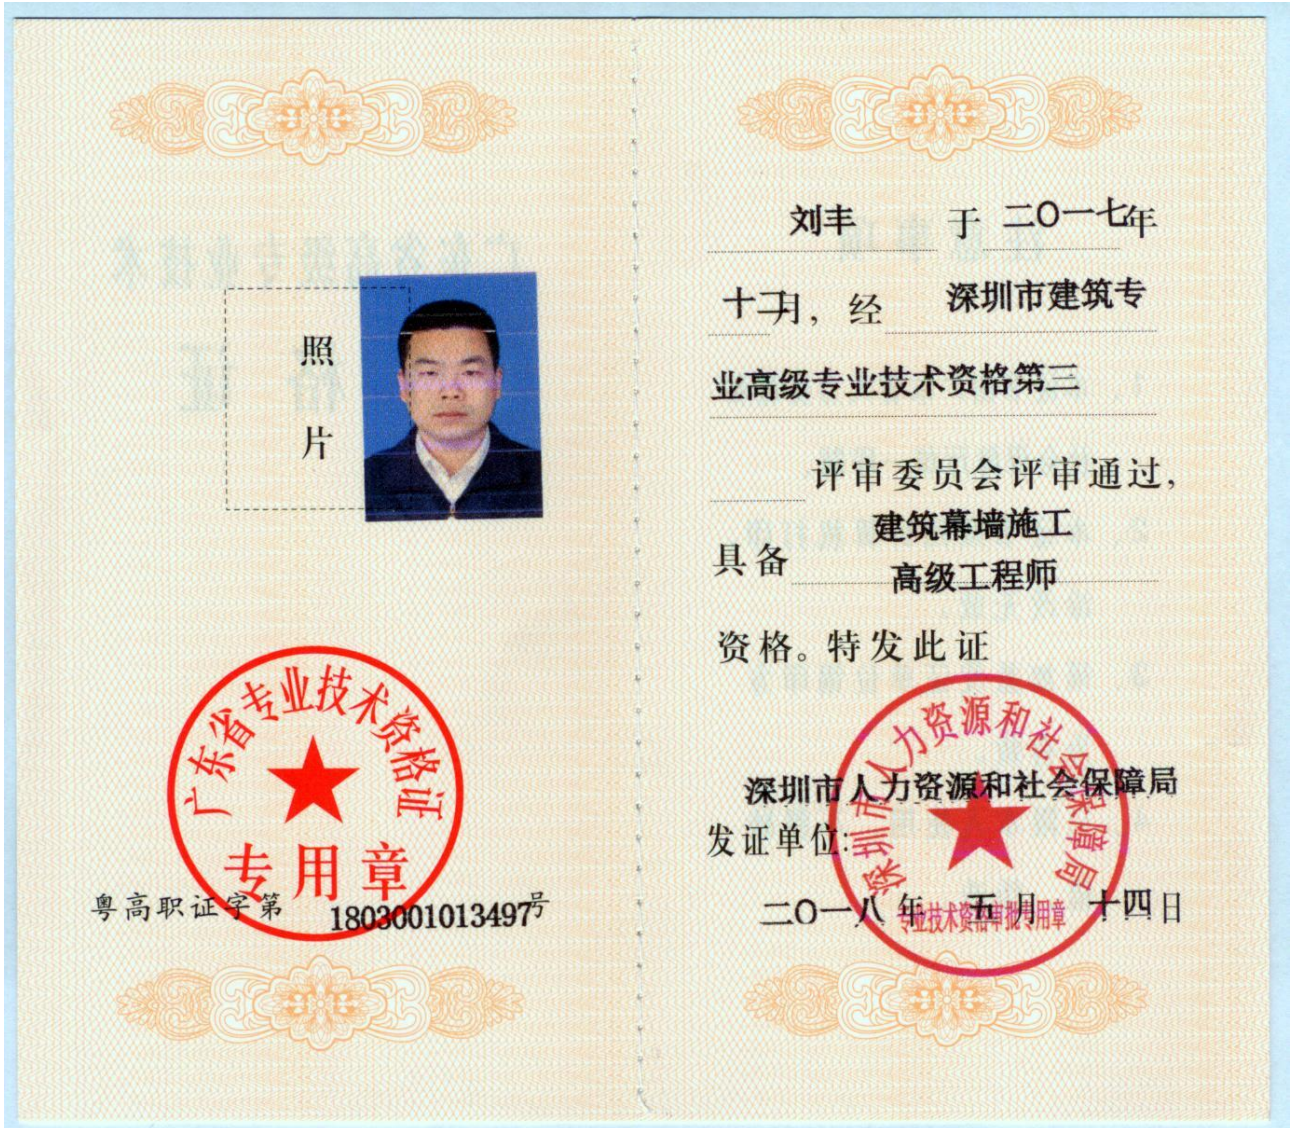 照
片
广东省专业技术资格证
专用章
粤高职证字第 1803001013497号
刘丰 于 二〇一七年
十二月，经 深圳市建筑专
业高级专业技术资格第三
评审委员会评审通过，
建筑幕墙施工
具备
高级工程师
资格。特发此证
深圳市人力资源和社会保障局
深圳市人力资源和社会保障局
发证单位：
二〇一八年 五月 十四日
专业技术资格审批专用章